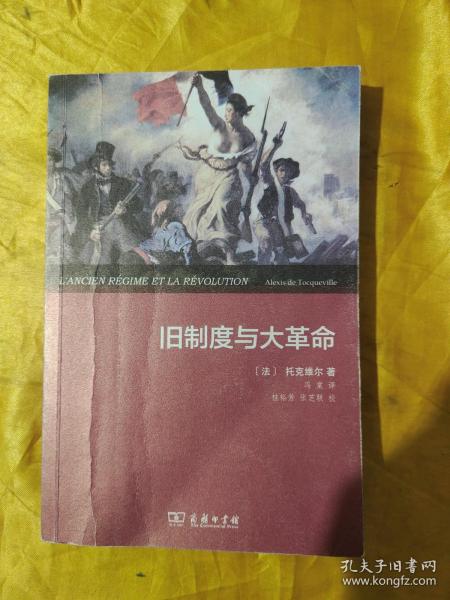 L'ANCIEN RÉGIME ET LA RÉVOLUTION Alexis de Tocqueville
旧制度与大革命
〔法〕 托克维尔 著
冯棠 译
桂裕芳 张芝联 校
商务印书馆
The Commercial Press
孔夫子旧书网
www.kongfz.com